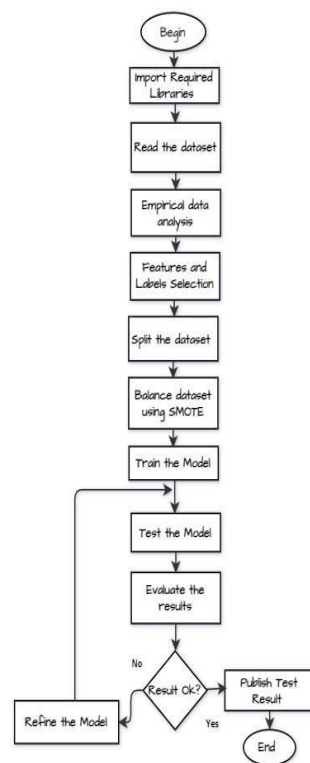 Begin
Import Required
Libraries
Read the dataset
Empirical data
analysis
Features and
Labels Selection
Split the dataset
Balance dataset
using SMOTE
Train the Model
Test the Model
Evaluate the
results
No
Result Ok?
Yes
Refine the Model
Publish Test
Result
End